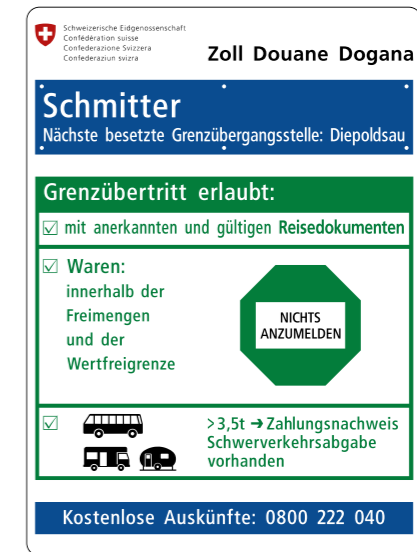 Schweizerische Eidgenossenschaft
Confédération suisse
Confederazione Svizzera
Confederaziun svizra
Zoll Douane Dogana
Schmitter
Nächste besetzte Grenzübergangsstelle: Diepoldsau
Grenzübertritt erlaubt:
mit anerkannten und gültigen Reisedokumenten
Waren:
innerhalb der
Freimengen
und der
Wertfreigrenze
NICHTS
ANZUMELDEN
>3,5t ➔ Zahlungsnachweis
Schwerverkehrsabgabe
vorhanden
Kostenlose Auskünfte: 0800 222 040